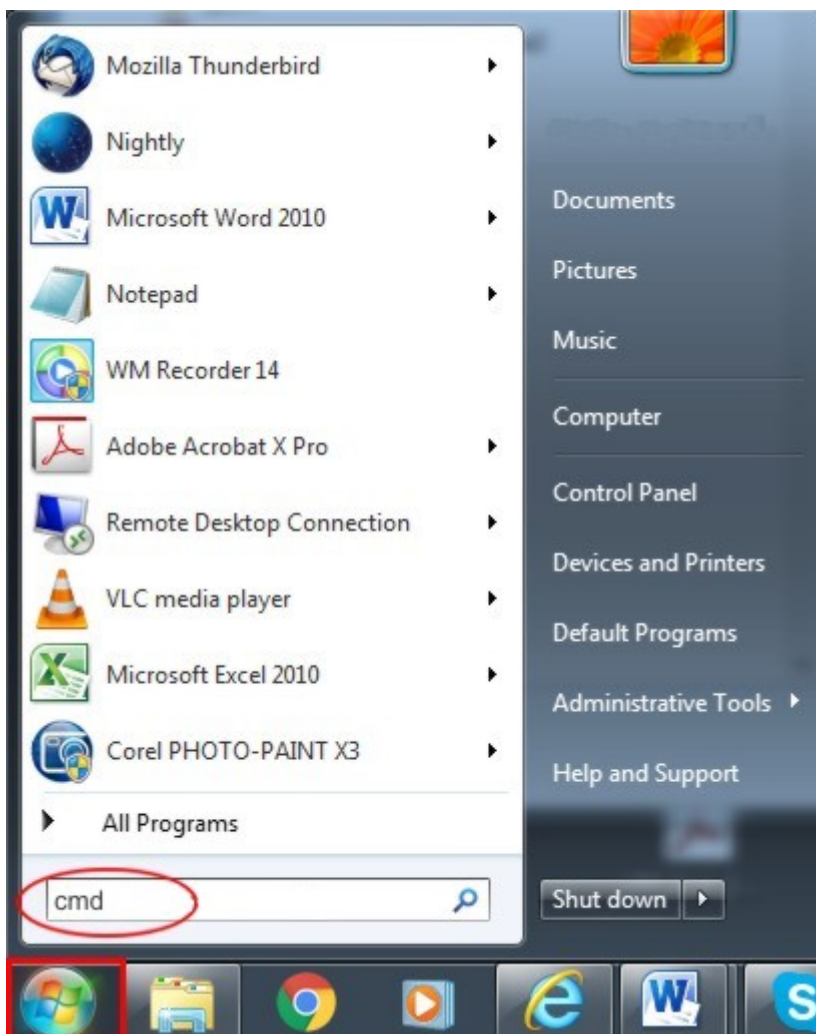 Mozilla Thunderbird
Nightly
Microsoft Word 2010
Notepad
WM Recorder 14
Adobe Acrobat X Pro
Remote Desktop Connection
VLC media player
Microsoft Excel 2010
Corel PHOTO-PAINT X3
All Programs
cmd
Documents
Pictures
Music
Computer
Control Panel
Devices and Printers
Default Programs
Administrative Tools
Help and Support
Shut down